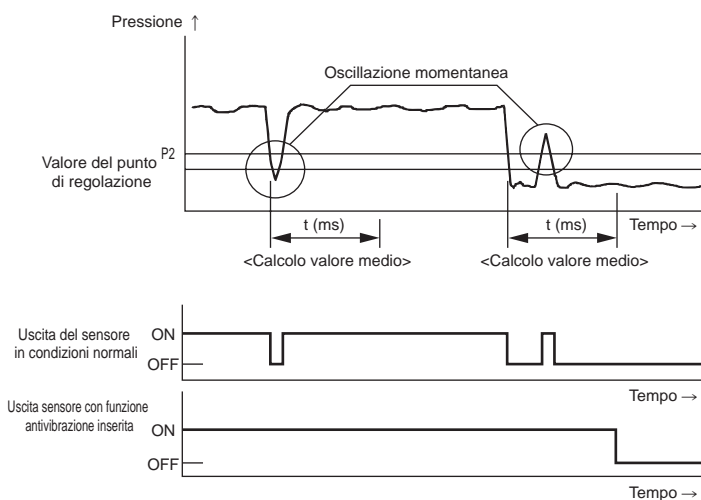 Pressione ↑
Oscillazione momentanea
P2
Valore del punto
di regolazione
t (ms)
t (ms)
Tempo →
<Calcolo valore medio>
<Calcolo valore medio>
Uscita del sensore
in condizioni normali
ON
OFF
Tempo →
Uscita sensore con funzione
antivibrazione inserita
ON
OFF
Tempo →